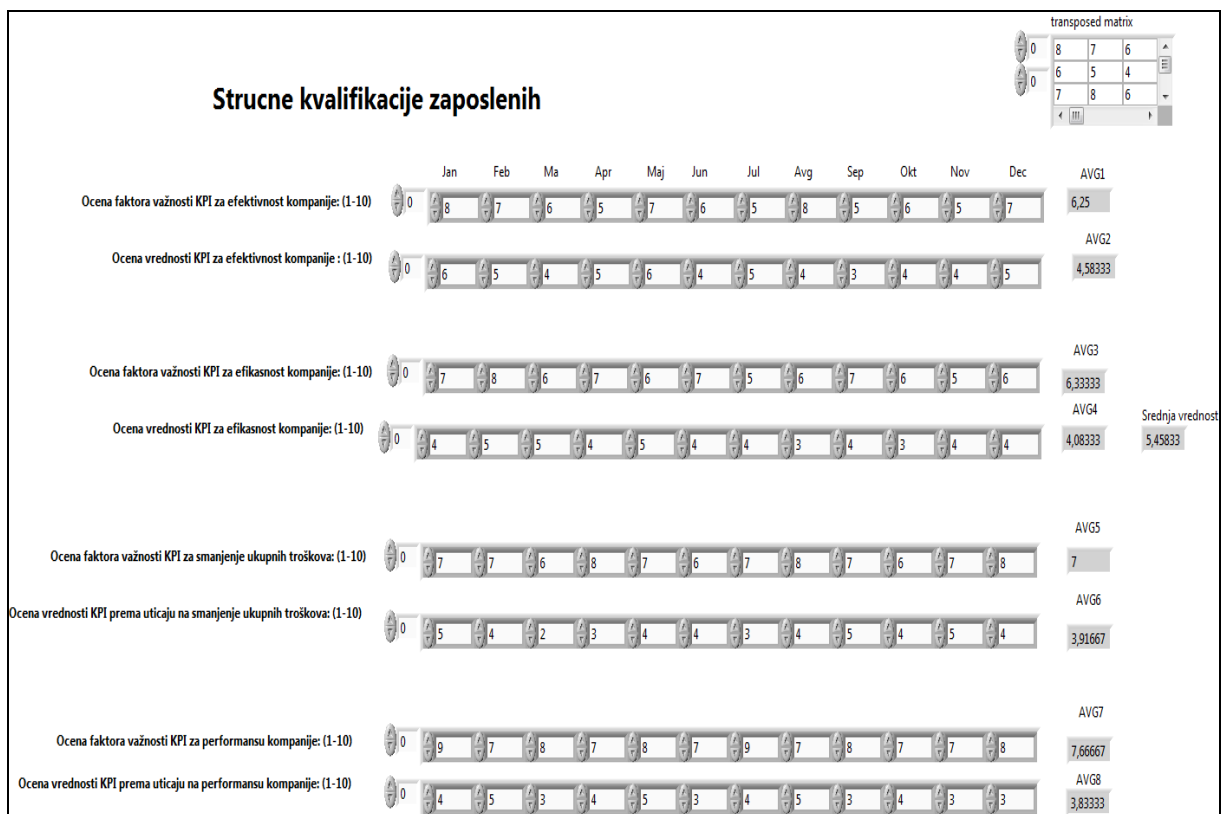 transposed matrix
0 8 7 6
0 6 5 4
7 8 6
Strucne kvalifikacije zaposlenih
Jan Feb Ma Apr Maj Jun Jul Avg Sep Okt Nov Dec AVG1
Ocena faktora važnosti KPI za efektivnost kompanije: (1-10) 0 8 7 6 5 7 6 5 8 5 6 5 7 6,25
AVG2
Ocena vrednosti KPI za efektivnost kompanije : (1-10) 0 6 5 4 5 6 4 5 4 3 4 4 5 4,58333
AVG3
Ocena faktora važnosti KPI za efikasnost kompanije: (1-10) 0 7 8 6 7 6 7 5 6 7 6 5 6 6,33333
AVG4 Srednja vrednost
Ocena vrednosti KPI za efikasnost kompanije: (1-10) 0 4 5 5 4 5 4 4 3 4 3 4 4 4,08333 5,45833
AVG5
Ocena faktora važnosti KPI za smanjenje ukupnih troškova: (1-10) 0 7 7 6 8 7 6 7 8 7 6 7 8 7
AVG6
Ocena vrednosti KPI prema uticaju na smanjenje ukupnih troškova: (1-10) 0 5 4 2 3 4 4 3 4 5 4 5 4 3,91667
AVG7
Ocena faktora važnosti KPI za performansu kompanije: (1-10) 0 9 7 8 7 8 7 9 7 8 7 7 8 7,66667
AVG8
Ocena vrednosti KPI prema uticaju na performansu kompanije: (1-10) 0 4 5 3 4 5 3 4 5 3 4 3 3 3,83333